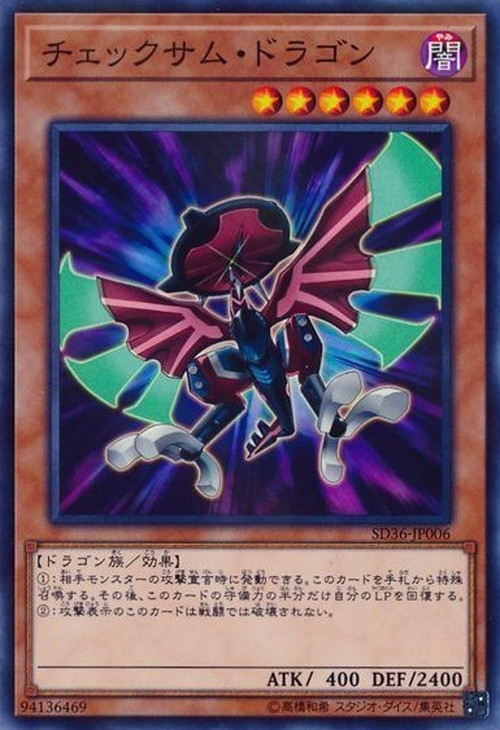 チェックサム・ドラゴン
闇
やみ
SD36-JP006
【ドラゴン族／効果】
①：相手モンスターの攻撃宣言時に発動できる。このカードを手札から特殊
召喚する。その後、このカードの守備力の半分だけ自分のLPを回復する。
②：攻撃表示のこのカードは戦闘では破壊されない。
ATK/ 400 DEF/2400
94136469
©高橋和希 スタジオ・ダイス/集英社